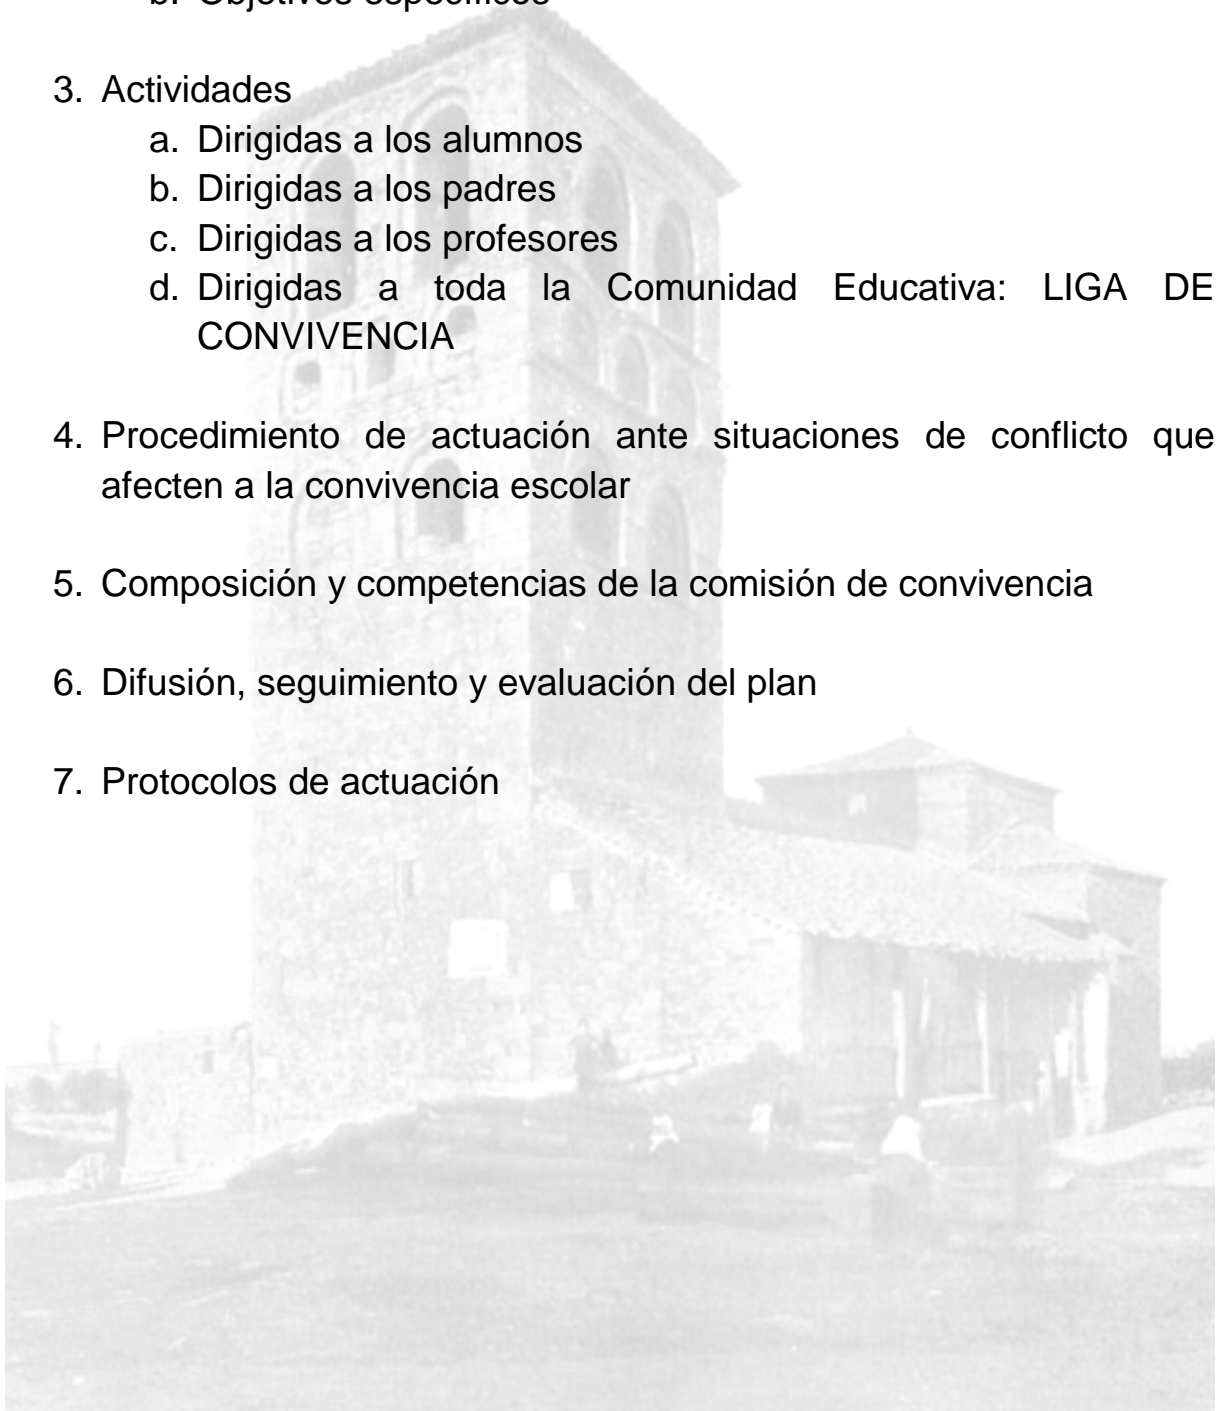 b. Objetivos específicos
3. Actividades
a. Dirigidas a los alumnos
b. Dirigidas a los padres
c. Dirigidas a los profesores
d. Dirigidas a toda la Comunidad Educativa: LIGA DE
CONVIVENCIA
4. Procedimiento de actuación ante situaciones de conflicto que
afecten a la convivencia escolar
5. Composición y competencias de la comisión de convivencia
6. Difusión, seguimiento y evaluación del plan
7. Protocolos de actuación